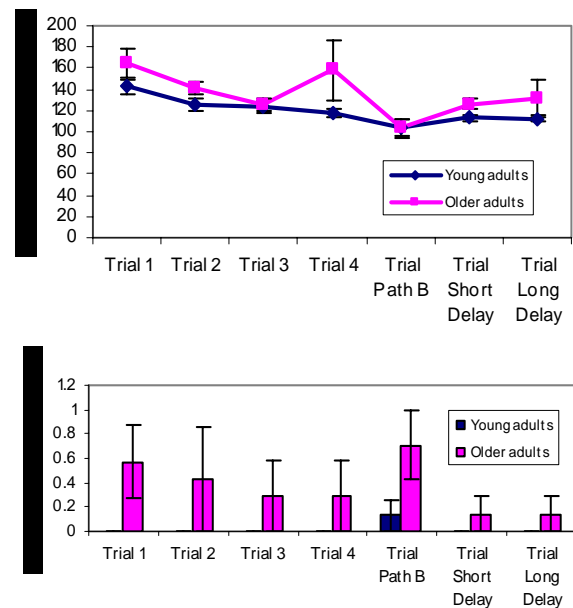 200
180
160
140
120
100
80
60
40
20
0
Young adults
Older adults
Trial 1 Trial 2 Trial 3 Trial 4 Trial Trial Trial
Path B Short Long
Delay Delay
1.2
1
0.8
0.6
0.4
0.2
0
Young adults
Older adults
Trial 1 Trial 2 Trial 3 Trial 4 Trial Trial Trial
Path B Short Long
Delay Delay